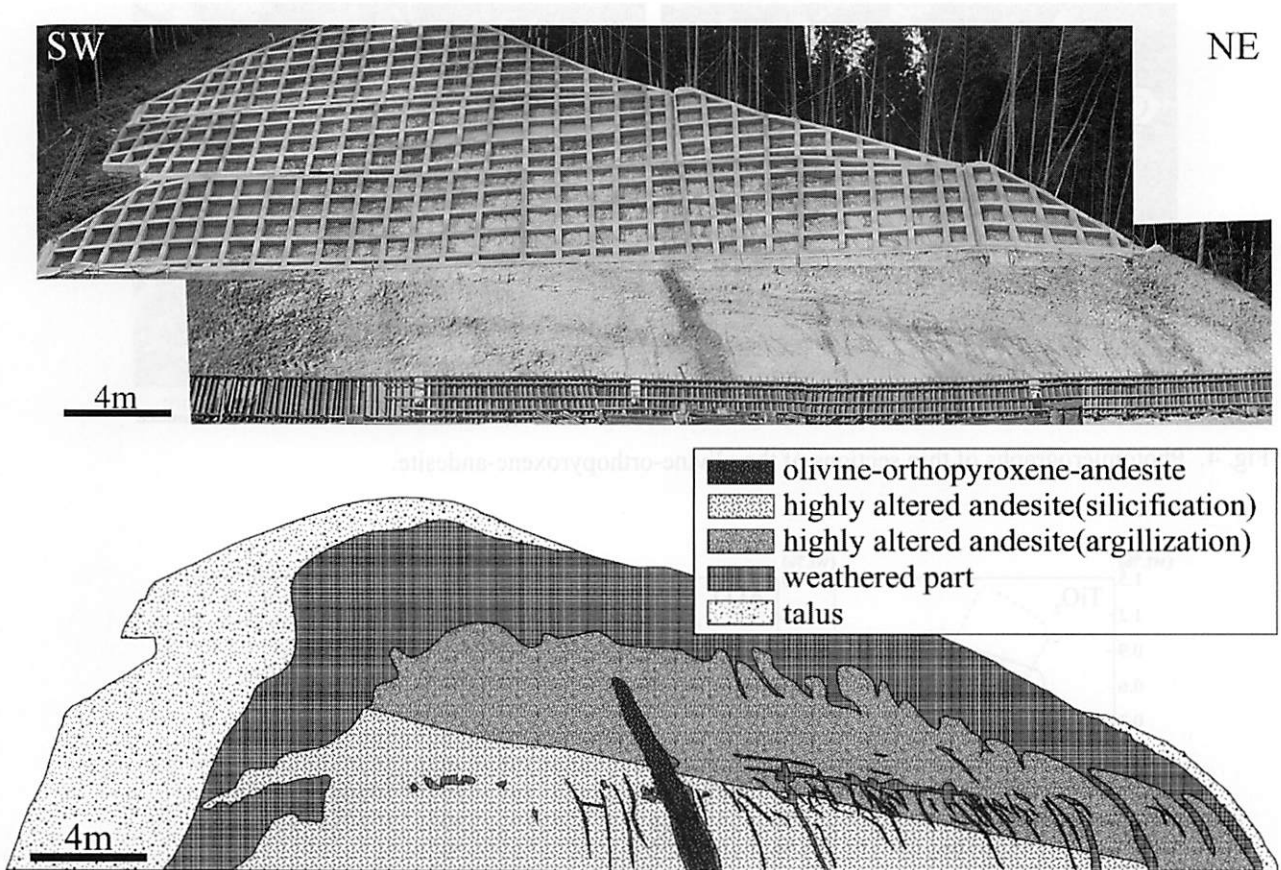 SW
NE
4m
olivine-orthopyroxene-andesite
highly altered andesite(silicification)
highly altered andesite(argillization)
weathered part
talus
4m